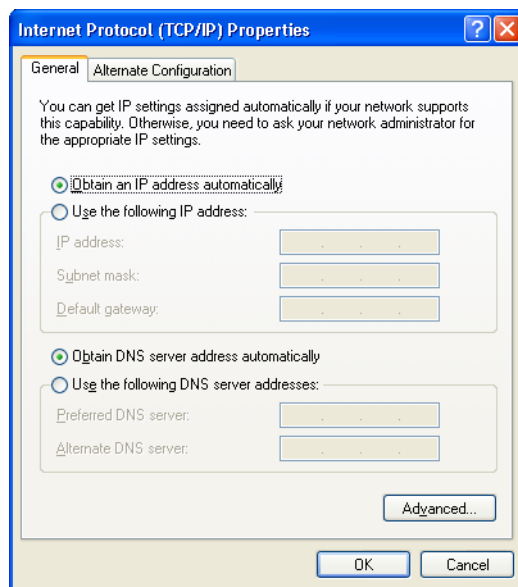 Internet Protocol (TCP/IP) Properties
General
Alternate Configuration
You can get IP settings assigned automatically if your network supports
this capability. Otherwise, you need to ask your network administrator for
the appropriate IP settings.
Obtain an IP address automatically
Use the following IP address:
IP address:
Subnet mask:
Default gateway:
Obtain DNS server address automatically
Use the following DNS server addresses:
Preferred DNS server:
Alternate DNS server:
Advanced...
OK
Cancel